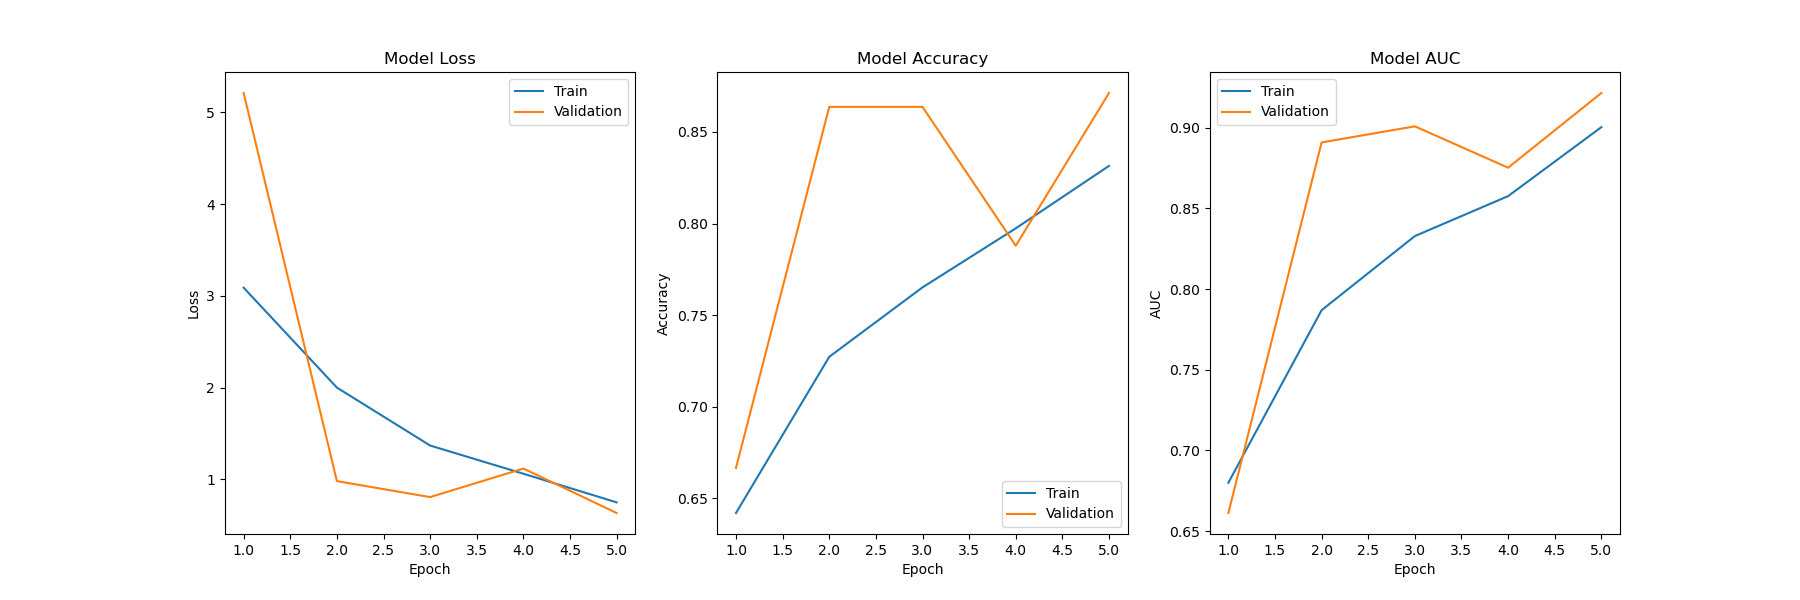 Model Loss
Train
Validation
5
4
3
2
1
Loss
1.0 1.5 2.0 2.5 3.0 3.5 4.0 4.5 5.0
Epoch
Model Accuracy
0.85
0.80
0.75
0.70
0.65
Accuracy
Train
Validation
1.0 1.5 2.0 2.5 3.0 3.5 4.0 4.5 5.0
Epoch
Model AUC
Train
Validation
0.90
0.85
0.80
0.75
0.70
0.65
AUC
1.0 1.5 2.0 2.5 3.0 3.5 4.0 4.5 5.0
Epoch